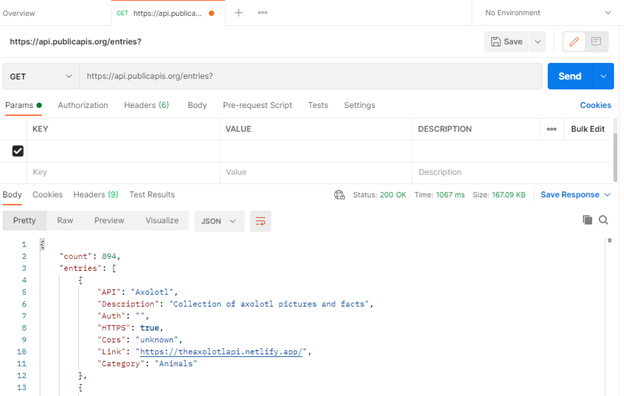 Overview GET https://api.publica... + ooo No Environment
https://api.publicapis.org/entries? Save
GET https://api.publicapis.org/entries? Send
Params Authorization Headers (6) Body Pre-request Script Tests Settings Cookies
KEY VALUE DESCRIPTION ooo Bulk Edit
Key Value Description
Body Cookies Headers (9) Test Results Status: 200 OK Time: 1067 ms Size: 167.09 KB Save Response
Pretty Raw Preview Visualize JSON
1 {
2 "count": 894,
3 "entries": [
4 {
5 "API": "Axolotl",
6 "Description": "Collection of axolotl pictures and facts",
7 "Auth": "",
8 "HTTPS": true,
9 "Cors": "unknown",
10 "Link": "https://theaxolotlapi.netlify.app/",
11 "Category": "Animals"
12 },
13 {